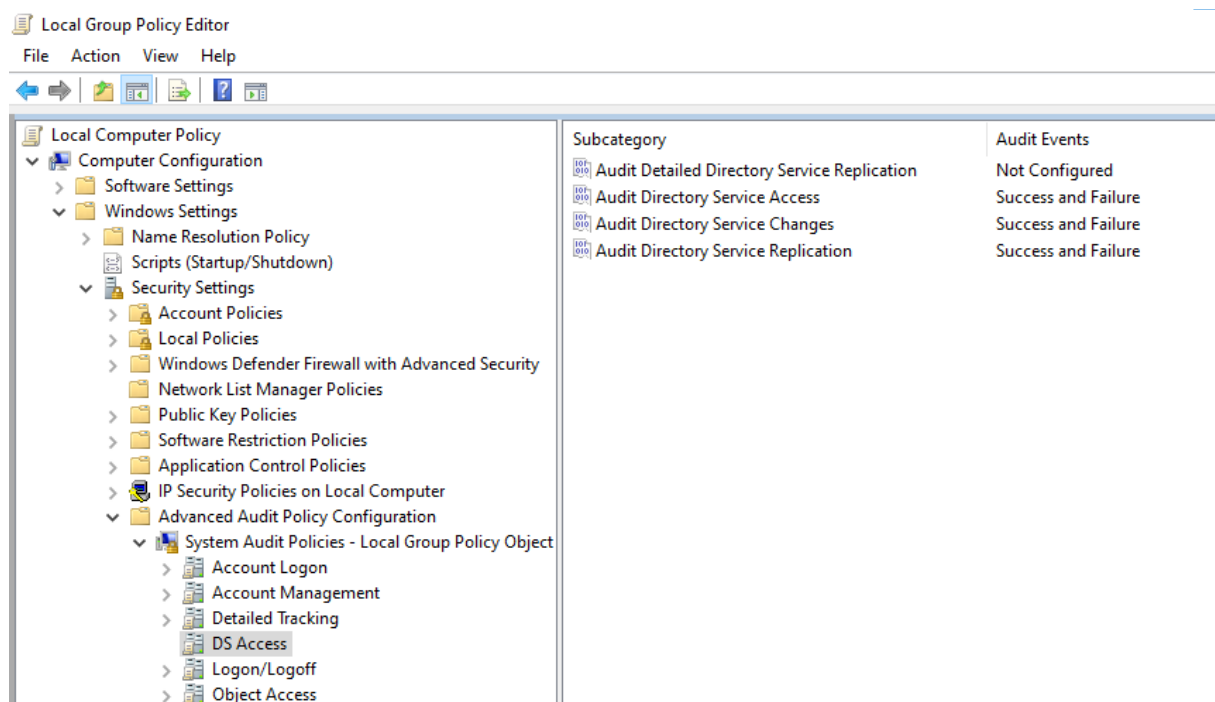 Local Group Policy Editor
File Action View Help
Local Computer Policy
Computer Configuration
Software Settings
Windows Settings
Name Resolution Policy
Scripts (Startup/Shutdown)
Security Settings
Account Policies
Local Policies
Windows Defender Firewall with Advanced Security
Network List Manager Policies
Public Key Policies
Software Restriction Policies
Application Control Policies
IP Security Policies on Local Computer
Advanced Audit Policy Configuration
System Audit Policies - Local Group Policy Object
Account Logon
Account Management
Detailed Tracking
DS Access
Logon/Logoff
Object Access
Subcategory Audit Events
Audit Detailed Directory Service Replication Not Configured
Audit Directory Service Access Success and Failure
Audit Directory Service Changes Success and Failure
Audit Directory Service Replication Success and Failure